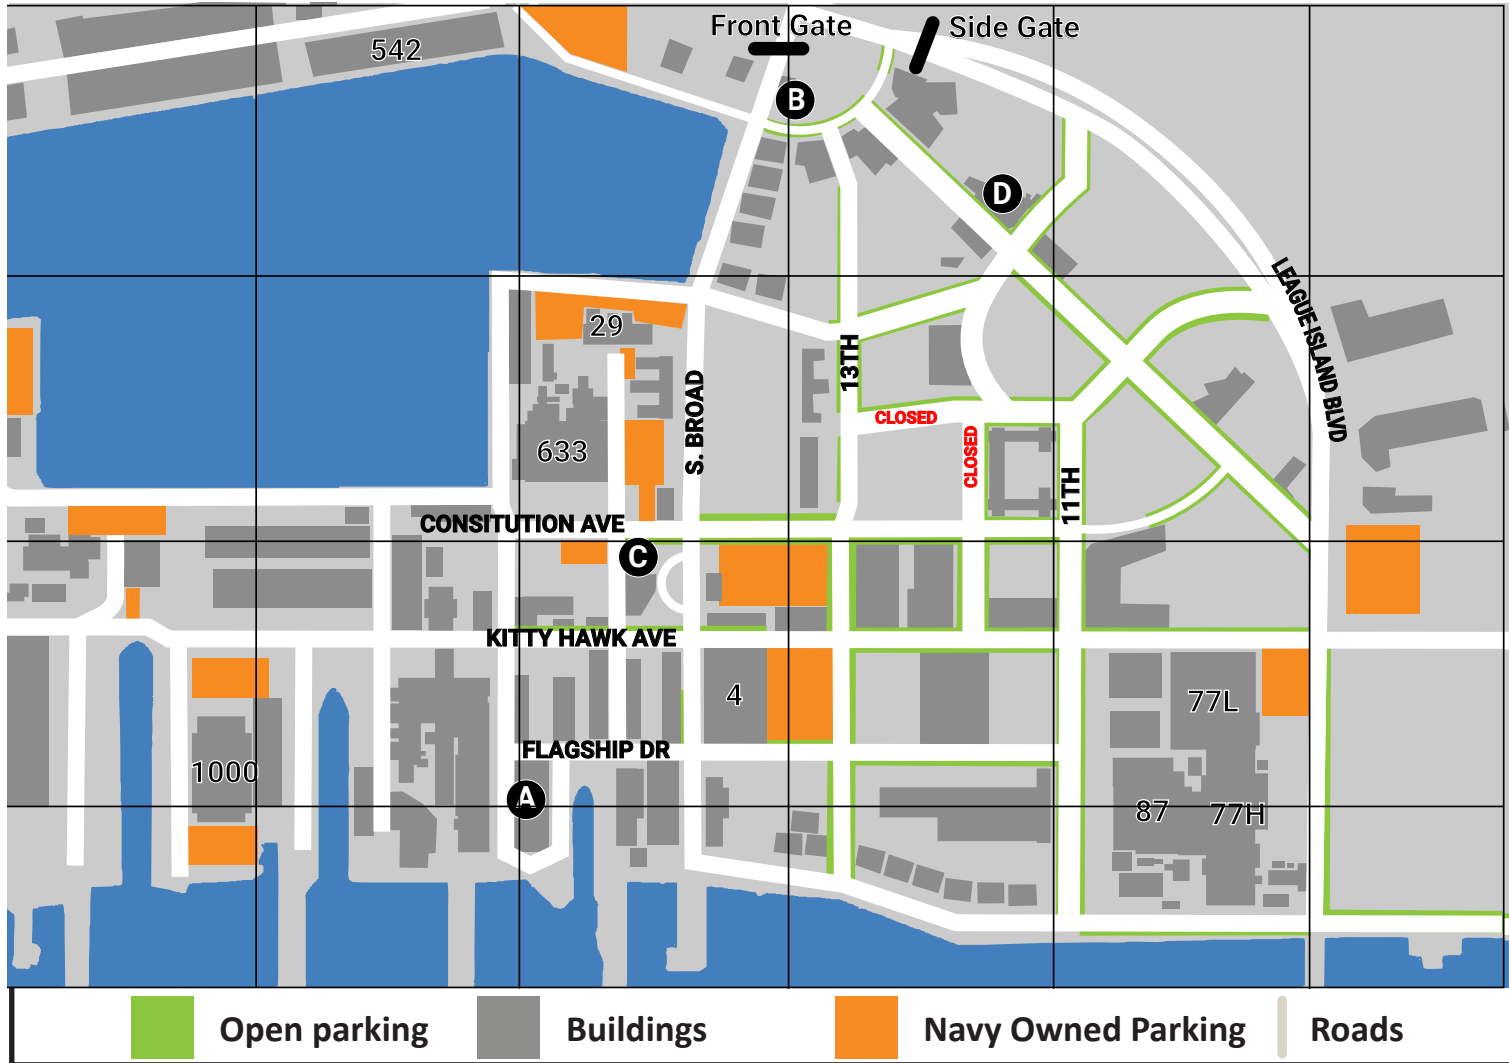 Front Gate
Side Gate
542
B
D
LEAGUE ISLAND BLVD
29
13TH
S. BROAD
CLOSED
CLOSED
633
11TH
CONSITUTION AVE
C
KITTY HAWK AVE
4
77L
FLAGSHIP DR
1000
A
87
77H
Open parking
Buildings
Navy Owned Parking
Roads